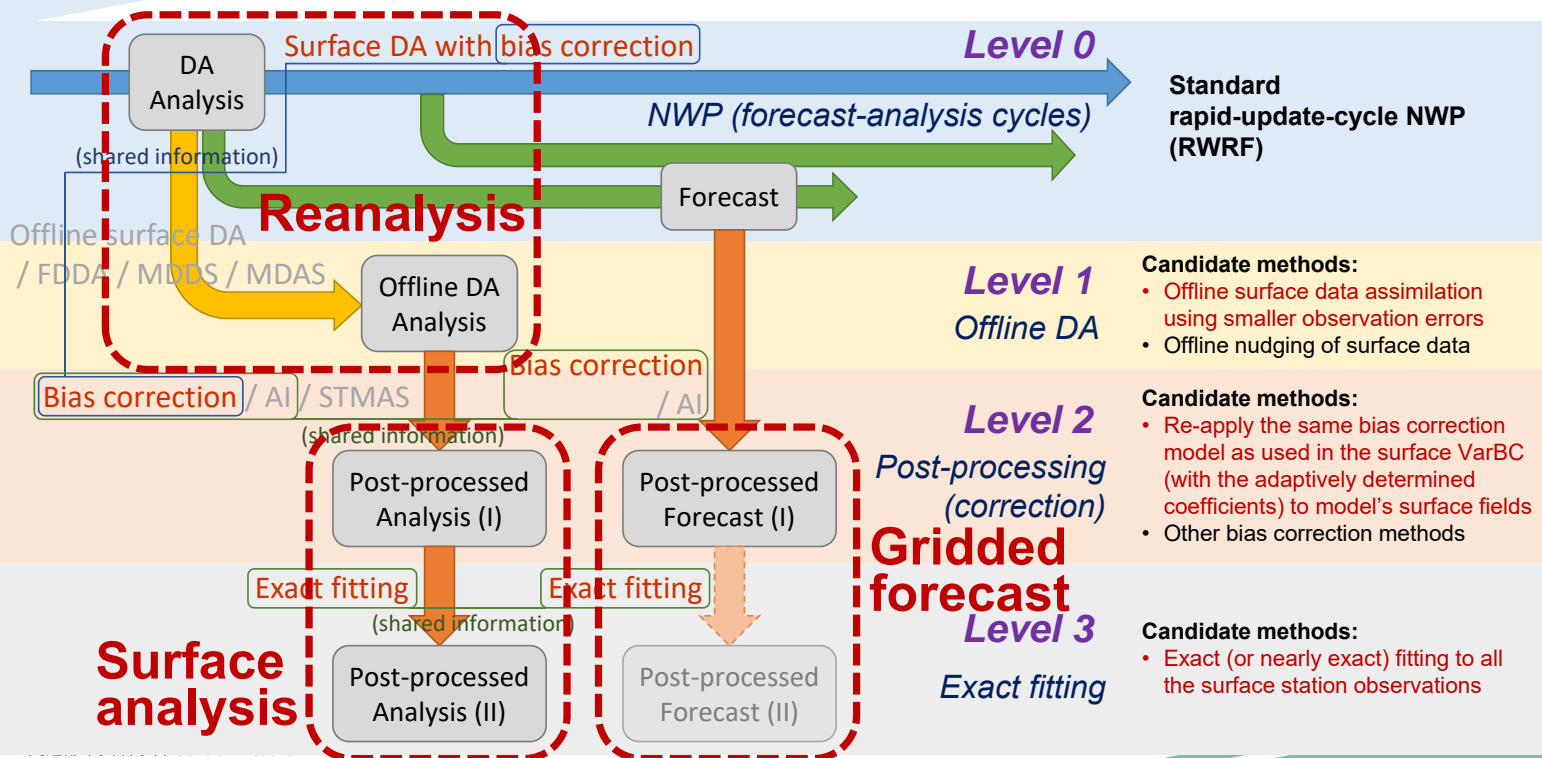 Surface DA with bias correction
Level 0
DA
Analysis
NWP (forecast-analysis cycles)
Standard
rapid-update-cycle NWP
(RWRF)
(shared information)
Reanalysis
Forecast
Offline surface DA
/ FDDA / MDDS / MDAS
Offline DA
Analysis
Level 1
Offline DA
Candidate methods:
• Offline surface data assimilation
using smaller observation errors
• Offline nudging of surface data
Bias correction / AI / STMAS
Bias correction
/ AI
(shared information)
Level 2
Post-processing
(correction)
Candidate methods:
• Re-apply the same bias correction
model as used in the surface VarBC
(with the adaptively determined
coefficients) to model's surface fields
• Other bias correction methods
Post-processed
Analysis (I)
Post-processed
Forecast (I)
Gridded
forecast
Exact fitting
Exact fitting
(shared information)
Surface
analysis
Post-processed
Analysis (II)
Post-processed
Forecast (II)
Level 3
Exact fitting
Candidate methods:
• Exact (or nearly exact) fitting to all
the surface station observations